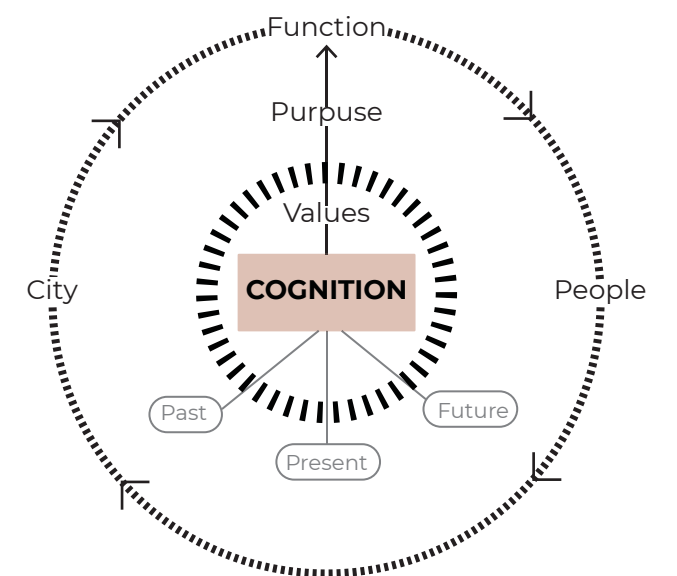 Function
Purpuse
Values
City
COGNITION
People
Past
Future
Present